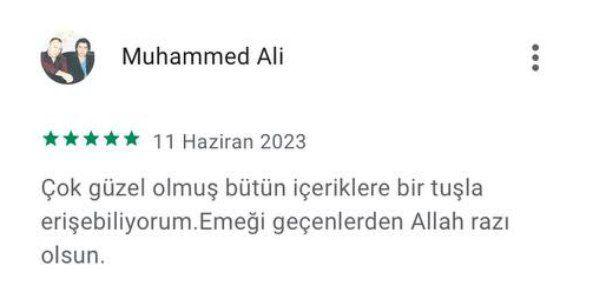 Muhammed Ali
11 Haziran 2023
Çok güzel olmuş bütün içeriklere bir tuşla
erişebiliyorum.Emeği geçenlerden Allah razı
olsun.